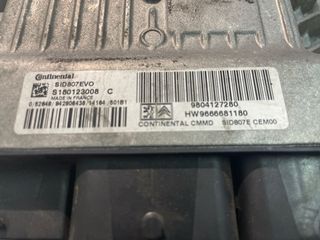 Continental
SID807EVO
S180123008 C
MADE IN FRANCE
9804127280
HW9666681180
CONTINENTAL CMMD SID807E CEM00